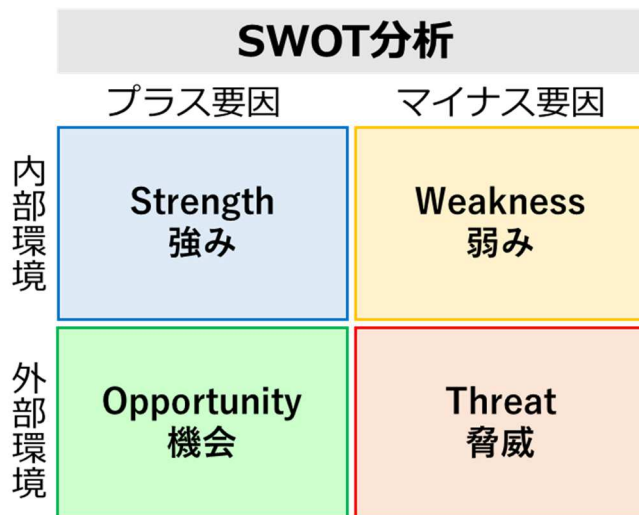 SWOT分析
プラス要因
マイナス要因
内部環境
Strength
強み
Weakness
弱み
外部環境
Opportunity
機会
Threat
脅威